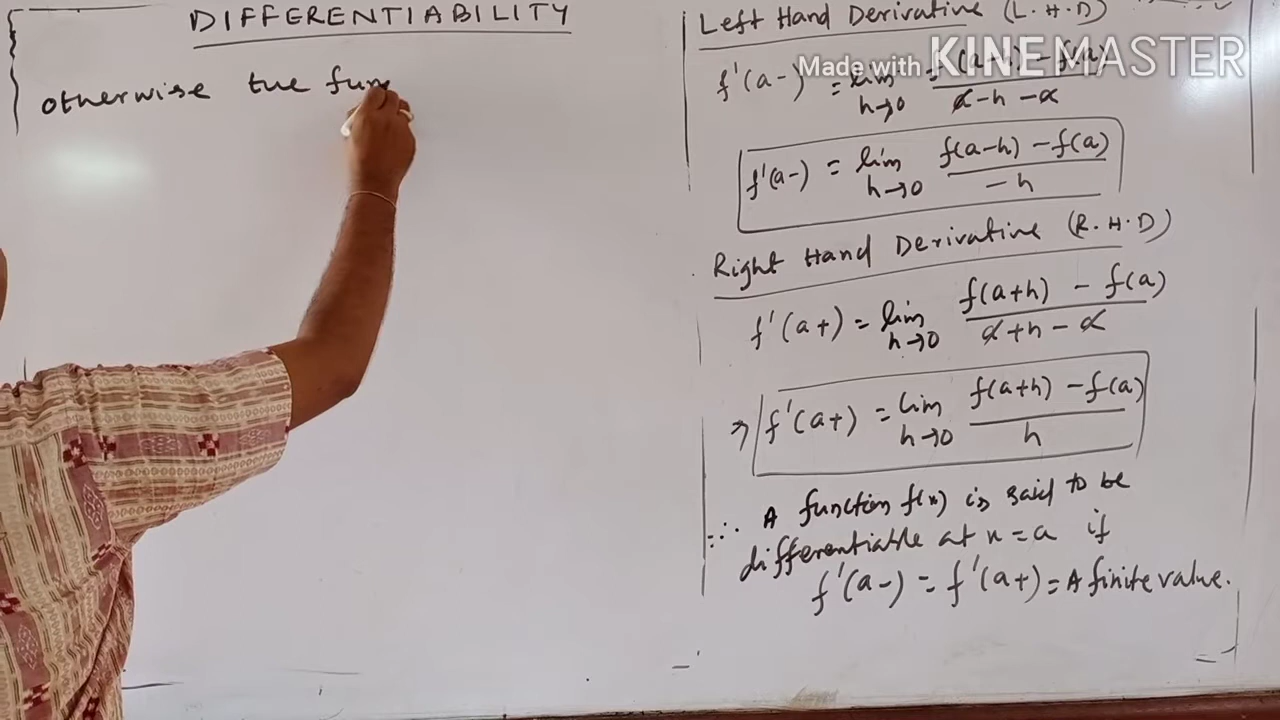 DIFFERENTIABILITY
otherwise the fun
Left Hand Derivative (L.H.D)
Made with KINEMASTER
f'(a-) = lim h→0 (a-h) - f(a) / a-h-a
f'(a-) = lim h→0 f(a-h) - f(a) / -h
Right Hand Derivative (R.H.D)
f'(a+) = lim h→0 f(a+h) - f(a) / a+h-a
⇒ f'(a+) = lim h→0 f(a+h) - f(a) / h
∴ A function f(x) is said to be
differentiable at x = a if
f'(a-) = f'(a+) = A finite value.